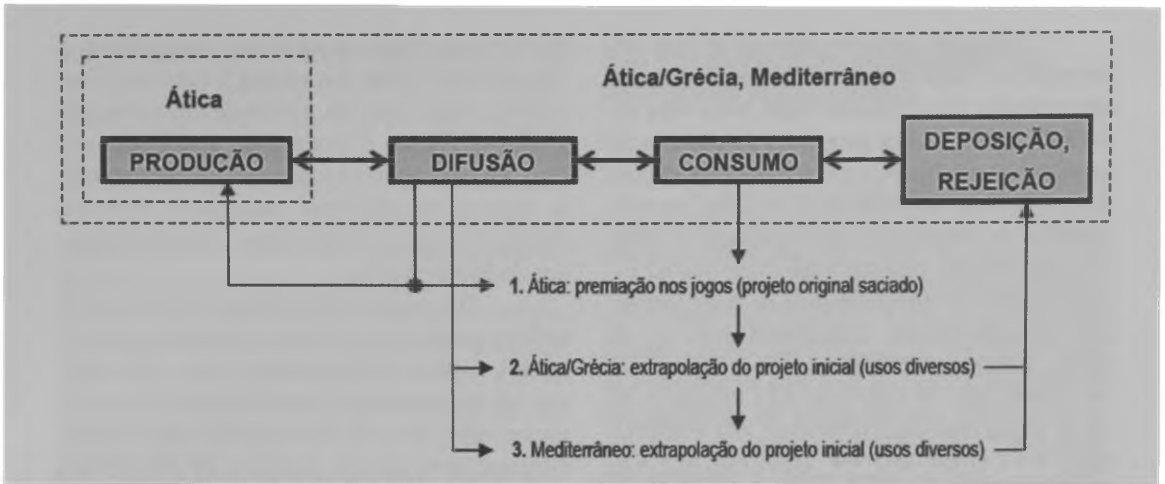 Ática/Grécia, Mediterrâneo
Ática
PRODUÇÃO
DIFUSÃO
CONSUMO
DEPOSIÇÃO,
REJEIÇÃO
1. Ática: premiação nos jogos (projeto original saciado)
2. Ática/Grécia: extrapolação do projeto inicial (usos diversos)
3. Mediterrâneo: extrapolação do projeto inicial (usos diversos)